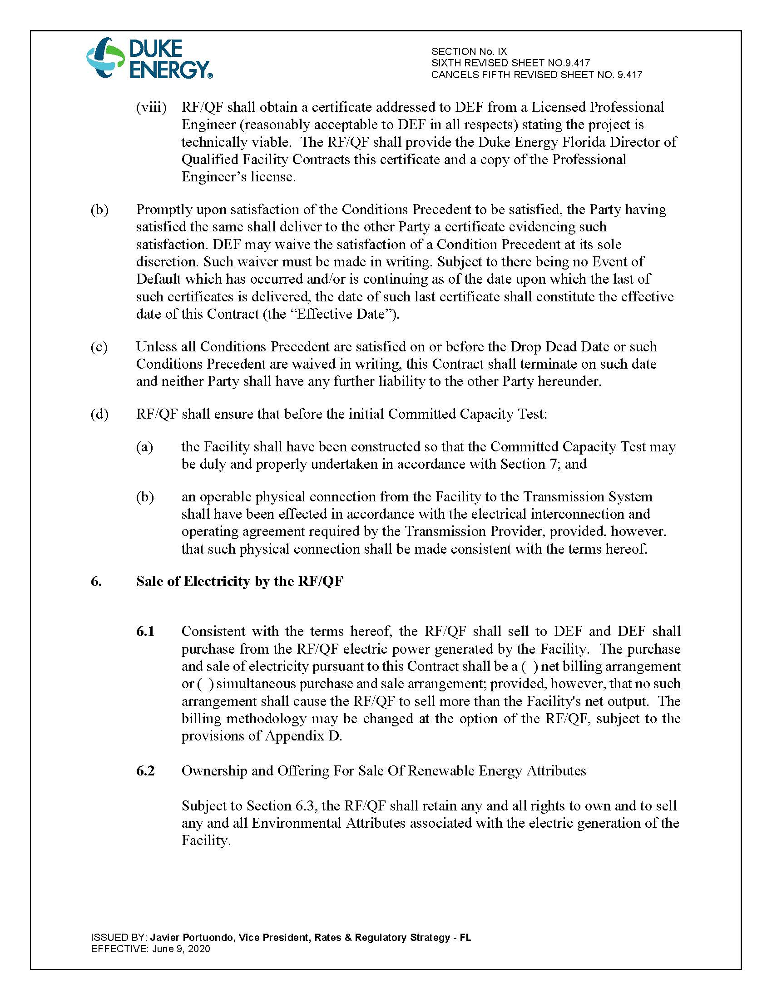 DUKE
ENERGY®
SECTION No. IX
SIXTH REVISED SHEET NO.9.417
CANCELS FIFTH REVISED SHEET NO. 9.417
(viii) RF/QF shall obtain a certificate addressed to DEF from a Licensed Professional
Engineer (reasonably acceptable to DEF in all respects) stating the project is
technically viable.  The RF/QF shall provide the Duke Energy Florida Director of
Qualified Facility Contracts this certificate and a copy of the Professional
Engineer’s license.
(b) Promptly upon satisfaction of the Conditions Precedent to be satisfied, the Party having
satisfied the same shall deliver to the other Party a certificate evidencing such
satisfaction. DEF may waive the satisfaction of a Condition Precedent at its sole
discretion. Such waiver must be made in writing. Subject to there being no Event of
Default which has occurred and/or is continuing as of the date upon which the last of
such certificates is delivered, the date of such last certificate shall constitute the effective
date of this Contract (the “Effective Date”).
(c) Unless all Conditions Precedent are satisfied on or before the Drop Dead Date or such
Conditions Precedent are waived in writing, this Contract shall terminate on such date
and neither Party shall have any further liability to the other Party hereunder.
(d) RF/QF shall ensure that before the initial Committed Capacity Test:
(a) the Facility shall have been constructed so that the Committed Capacity Test may
be duly and properly undertaken in accordance with Section 7; and
(b) an operable physical connection from the Facility to the Transmission System
shall have been effected in accordance with the electrical interconnection and
operating agreement required by the Transmission Provider, provided, however,
that such physical connection shall be made consistent with the terms hereof.
6. Sale of Electricity by the RF/QF
6.1 Consistent with the terms hereof, the RF/QF shall sell to DEF and DEF shall
purchase from the RF/QF electric power generated by the Facility.  The purchase
and sale of electricity pursuant to this Contract shall be a (  ) net billing arrangement
or (  ) simultaneous purchase and sale arrangement; provided, however, that no such
arrangement shall cause the RF/QF to sell more than the Facility's net output.  The
billing methodology may be changed at the option of the RF/QF, subject to the
provisions of Appendix D.
6.2 Ownership and Offering For Sale Of Renewable Energy Attributes
Subject to Section 6.3, the RF/QF shall retain any and all rights to own and to sell
any and all Environmental Attributes associated with the electric generation of the
Facility.
ISSUED BY: Javier Portuondo, Vice President, Rates & Regulatory Strategy - FL
EFFECTIVE: June 9, 2020